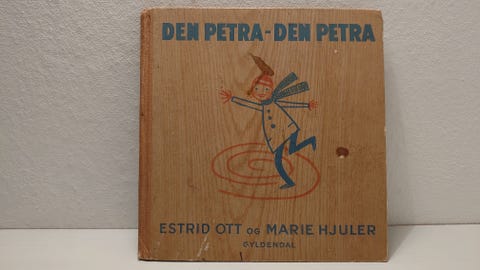 DEN PETRA-DEN PETRA
ESTRID OTT OG MARIE HJULER
GYLDENDAL